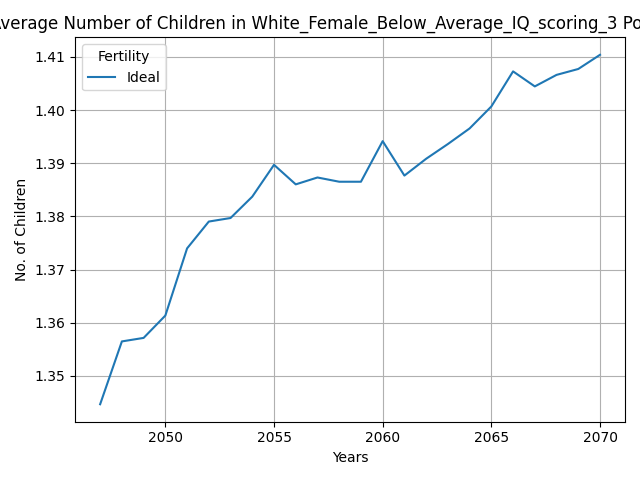 Average Number of Children in White_Female_Below_Average_IQ_scoring_3 Po
Fertility
Ideal
No. of Children
1.41
1.40
1.39
1.38
1.37
1.36
1.35
2050 2055 2060 2065 2070
Years